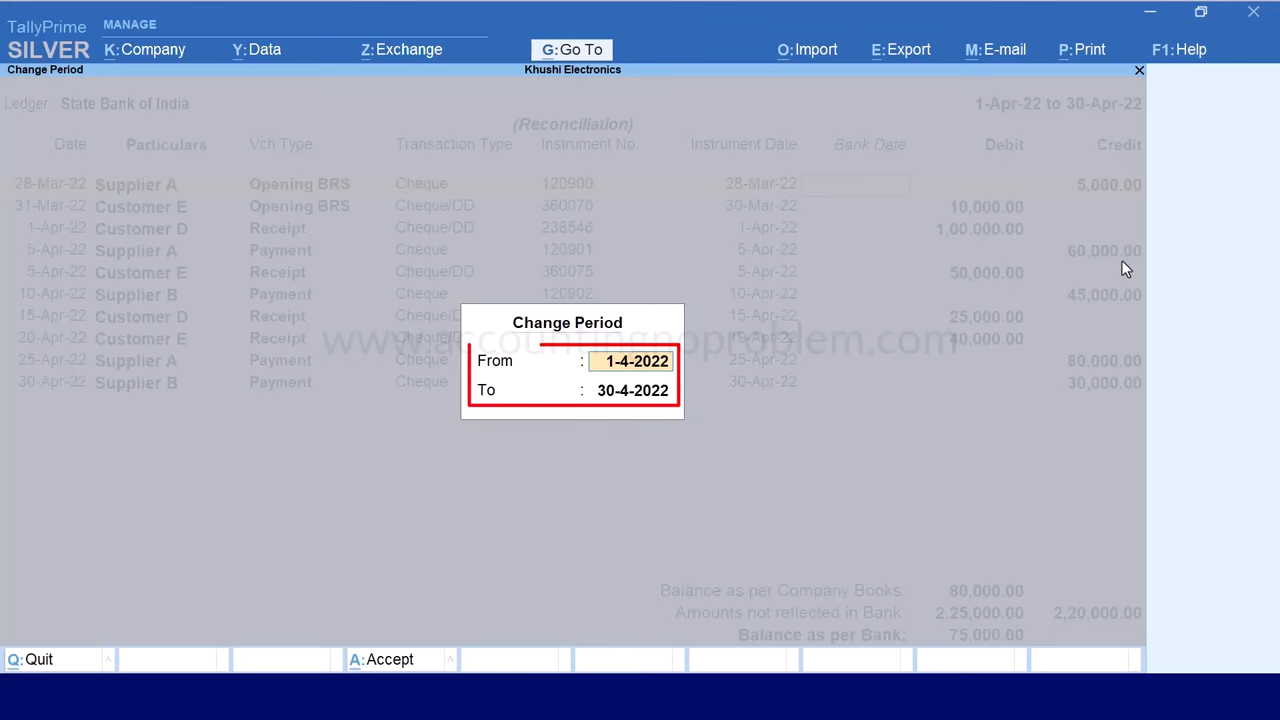 TallyPrime MANAGE
SILVER K:Company Y:Data Z:Exchange G:Go To O:Import E:Export M:E-mail P:Print F1:Help
Change Period Khushi Electronics
Ledger: State Bank of India 1-Apr-22 to 30-Apr-22
(Reconciliation)
Date Particulars Vch Type Transaction Type Instrument No. Instrument Date Bank Date Debit Credit
28-Mar-22 Supplier A Opening BRS Cheque 120900 28-Mar-22 5,000.00
31-Mar-22 Customer E Opening BRS Cheque/DD 360070 30-Mar-22 10,000.00
1-Apr-22 Customer D Receipt Cheque/DD 238546 1-Apr-22 1,00,000.00
5-Apr-22 Supplier A Payment Cheque 120901 5-Apr-22 60,000.00
5-Apr-22 Customer E Receipt Cheque/DD 360075 5-Apr-22 50,000.00
10-Apr-22 Supplier B Payment Cheque 120902 10-Apr-22 45,000.00
15-Apr-22 Customer D Receipt Cheque/DD 15-Apr-22 25,000.00
20-Apr-22 Customer E Receipt Cheque/DD 19-Apr-22 40,000.00
25-Apr-22 Supplier A Payment Cheque 25-Apr-22 80,000.00
30-Apr-22 Supplier B Payment Cheque 30-Apr-22 30,000.00
Change Period
www.accountingnoproblem.com
From : 1-4-2022
To : 30-4-2022
Balance as per Company Books: 80,000.00
Amounts not reflected in Bank: 2,25,000.00 2,20,000.00
Balance as per Bank: 75,000.00
Q:Quit A:Accept